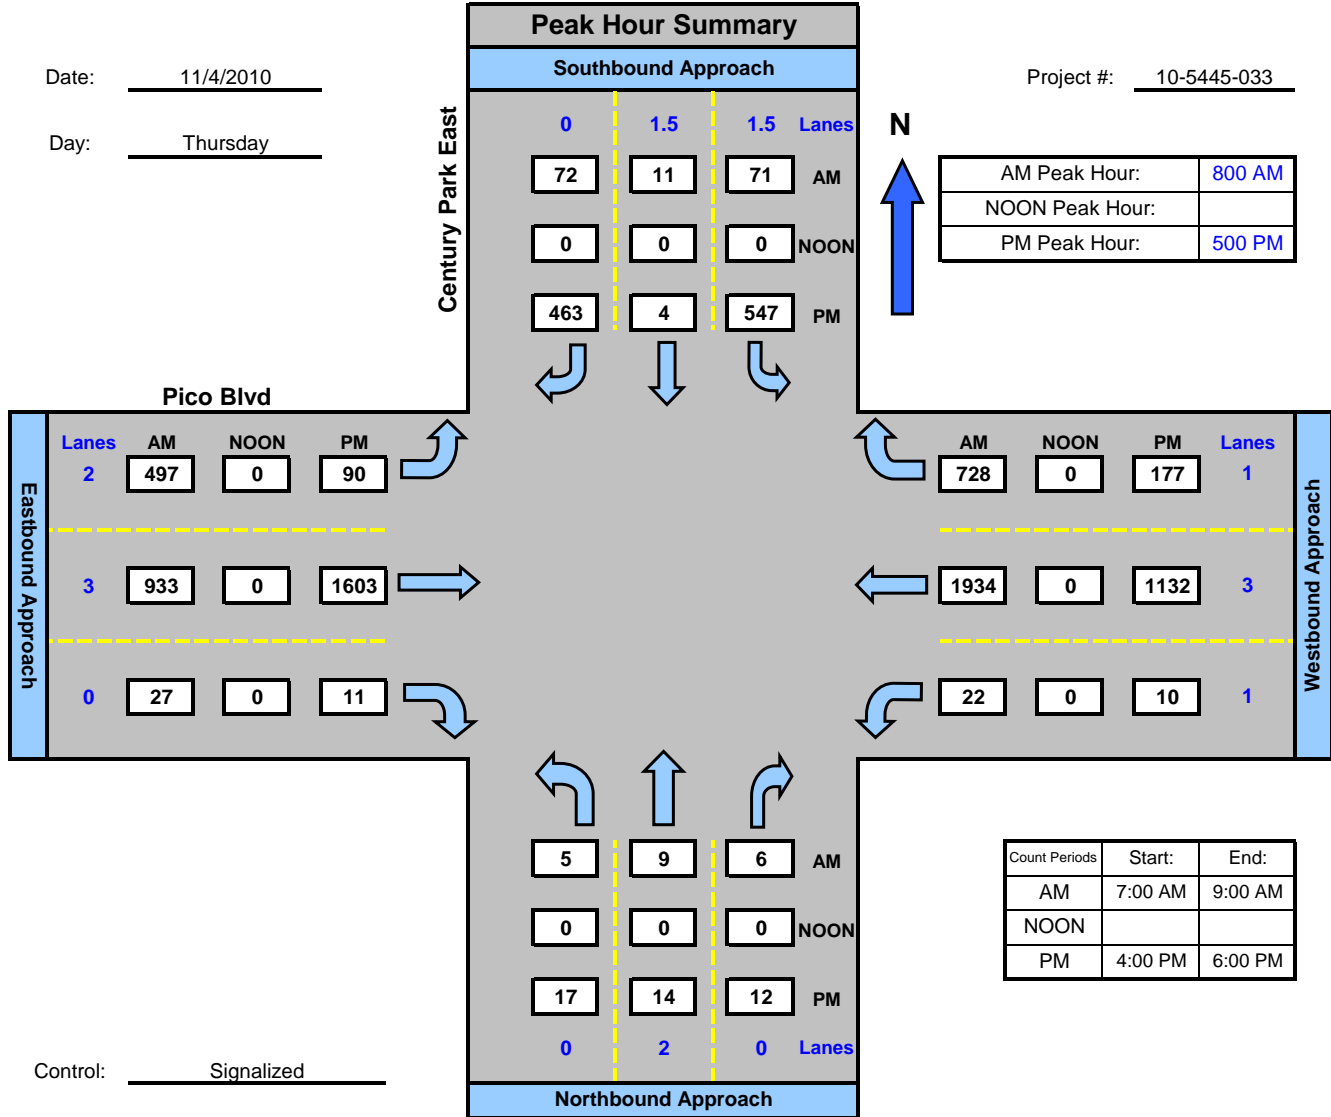 Peak Hour Summary
Southbound Approach
Date: 11/4/2010
Project #: 10-5445-033
Day: Thursday
Century Park East
0 1.5 1.5 Lanes
72 11 71 AM
0 0 0 NOON
463 4 547 PM
N
AM Peak Hour: 800 AM
NOON Peak Hour:
PM Peak Hour: 500 PM
Pico Blvd
Eastbound Approach
Lanes AM NOON PM
2 497 0 90
3 933 0 1603
0 27 0 11
AM NOON PM Lanes
728 0 177 1
1934 0 1132 3
22 0 10 1
Westbound Approach
5 9 6 AM
0 0 0 NOON
17 14 12 PM
0 2 0 Lanes
Northbound Approach
Count Periods Start: End:
AM 7:00 AM 9:00 AM
NOON
PM 4:00 PM 6:00 PM
Control: Signalized